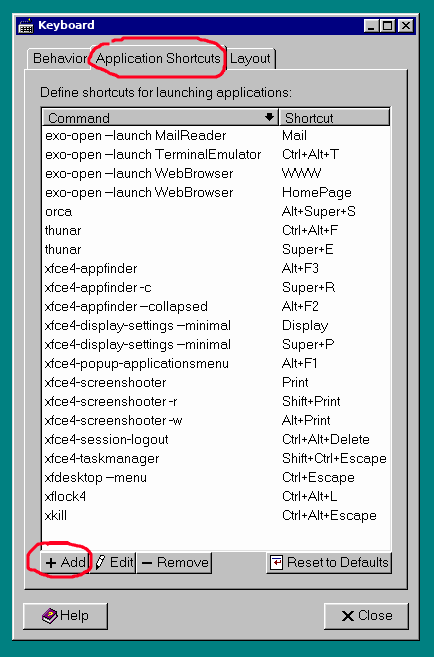 Keyboard
Behavior Application Shortcuts Layout
Define shortcuts for launching applications:
Command Shortcut
exo-open --launch MailReader Mail
exo-open --launch TerminalEmulator Ctrl+Alt+T
exo-open --launch WebBrowser WWW
exo-open --launch WebBrowser HomePage
orca Alt+Super+S
thunar Ctrl+Alt+F
thunar Super+E
xfce4-appfinder Alt+F3
xfce4-appfinder -c Super+R
xfce4-appfinder --collapsed Alt+F2
xfce4-display-settings --minimal Display
xfce4-display-settings --minimal Super+P
xfce4-popup-applicationsmenu Alt+F1
xfce4-screenshooter Print
xfce4-screenshooter -r Shift+Print
xfce4-screenshooter -w Alt+Print
xfce4-session-logout Ctrl+Alt+Delete
xfce4-taskmanager Shift+Ctrl+Escape
xfdesktop --menu Ctrl+Escape
xflock4 Ctrl+Alt+L
xkill Ctrl+Alt+Escape
Add Edit Remove Reset to Defaults
Help Close